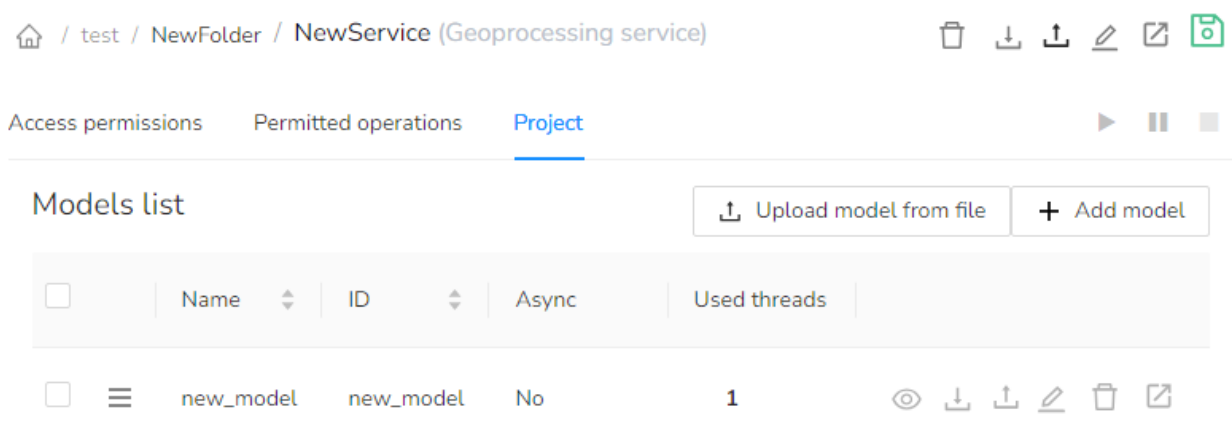 / test / NewFolder / NewService (Geoprocessing service)
Access permissions Permitted operations Project
Models list Upload model from file + Add model
Name ID Async Used threads
new_model new_model No 1